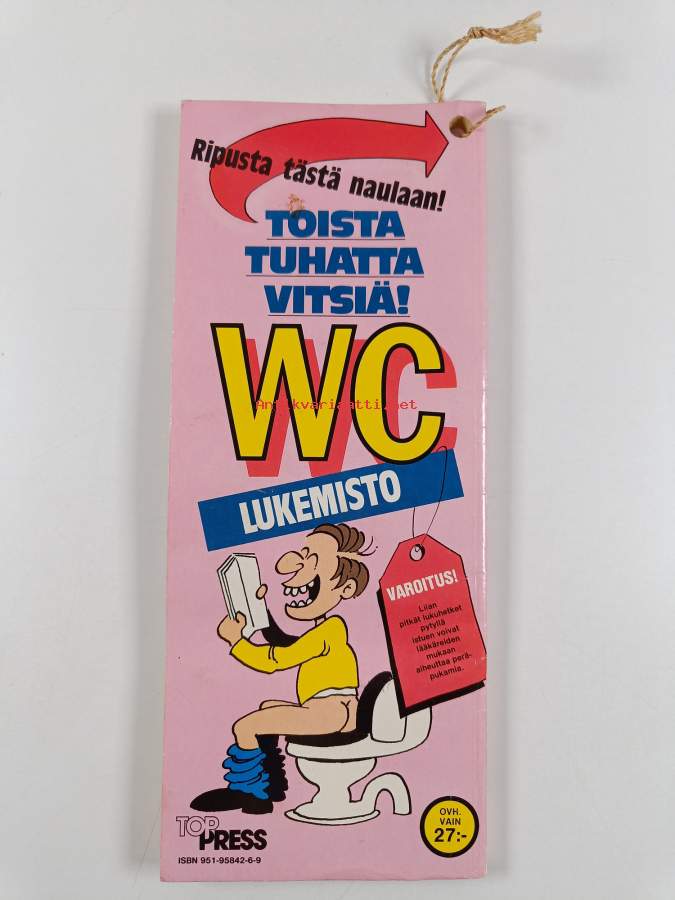 Ripusta tästä naulaan!
TOISTA
TUHATTA
VITSIÄ!
WC
Antikvariaatti.net
LUKEMISTO
VAROITUS!
Liian
pitkät lukuhetket
pytyllä
istuen voivat
lääkäreiden
mukaan
aiheuttaa perä-
pukamia.
TOP
PRESS
ISBN 951-95842-6-9
OVH.
VAIN
27:-